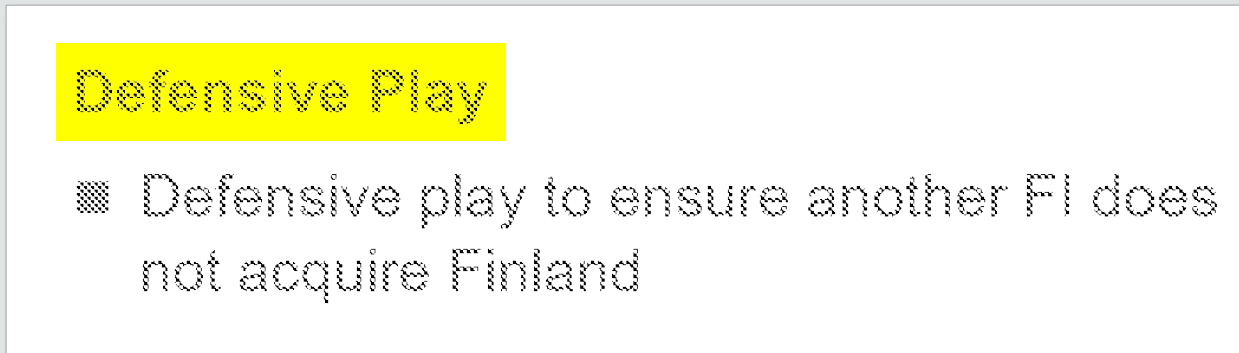 Defensive Play
Defensive play to ensure another FI does
not acquire Finland